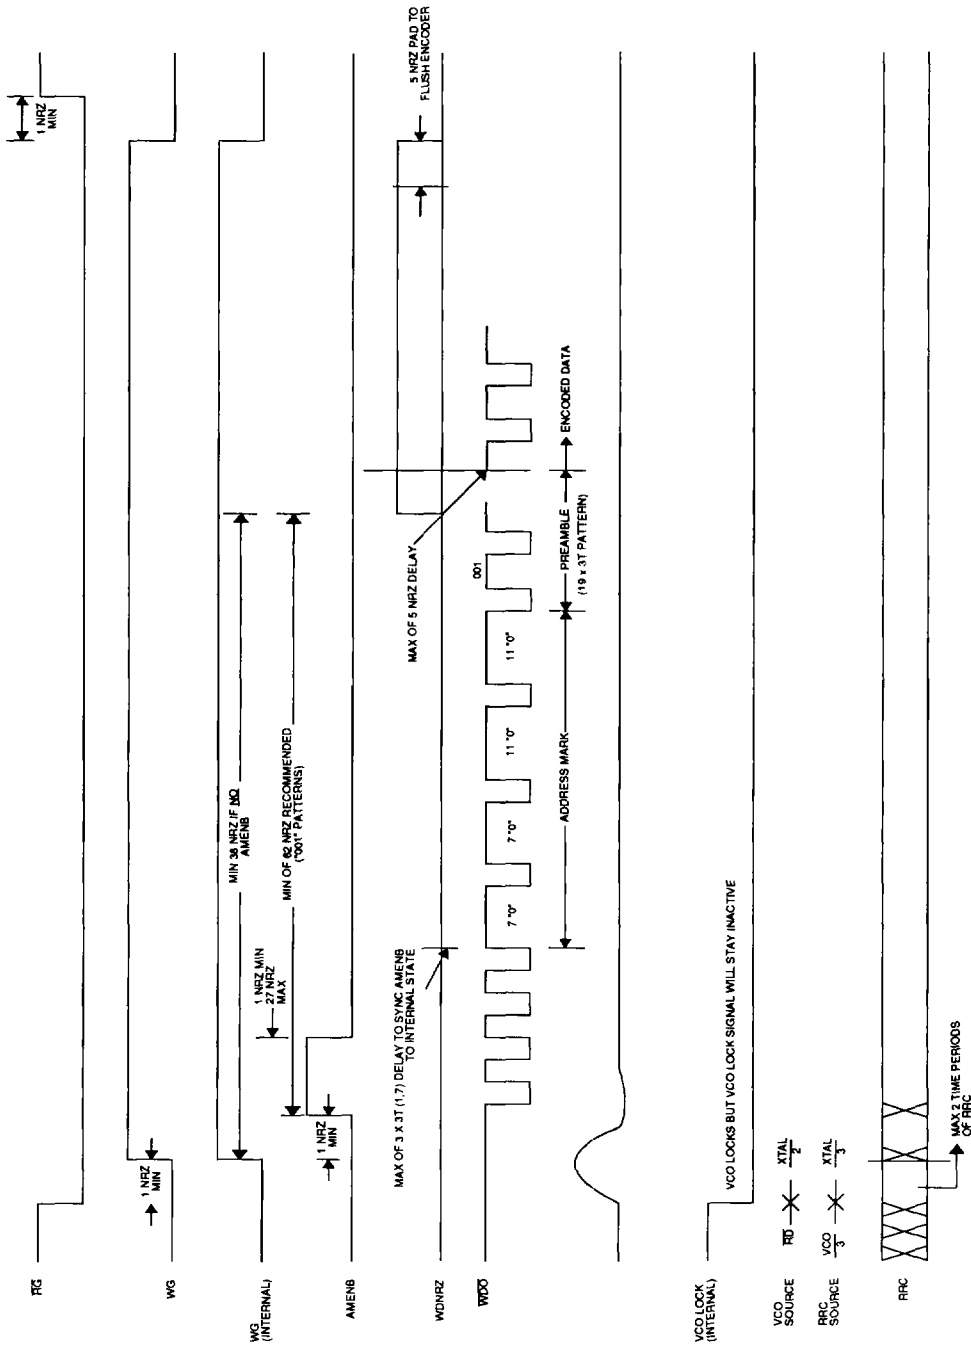 R̅G̅
1 NRZ
MIN
1 NRZ
MIN
WG
WG
(INTERNAL)
MIN 38 NRZ IF NO
AMENB
MIN OF 62 NRZ RECOMMENDED
("001" PATTERNS)
1 NRZ MIN
27 NRZ
MAX
1 NRZ
MIN
AMENB
5 NRZ PAD TO
FLUSH ENCODER
MAX OF 3 X 3T (1,7) DELAY TO SYNC AMENB
TO INTERNAL STATE
MAX OF 5 NRZ DELAY
WDNRZ
W̅D̅O̅
7 "0"
7 "0"
11 "0"
11 "0"
001
ADDRESS MARK
PREAMBLE
(19 x 3T PATTERN)
ENCODED DATA
VCO LOCK
(INTERNAL)
VCO LOCKS BUT VCO LOCK SIGNAL WILL STAY INACTIVE
VCO
SOURCE
R̅D̅
XTAL
2
RRC
SOURCE
VCO
3
XTAL
3
RRC
MAX 2 TIME PERIODS
OF RRC